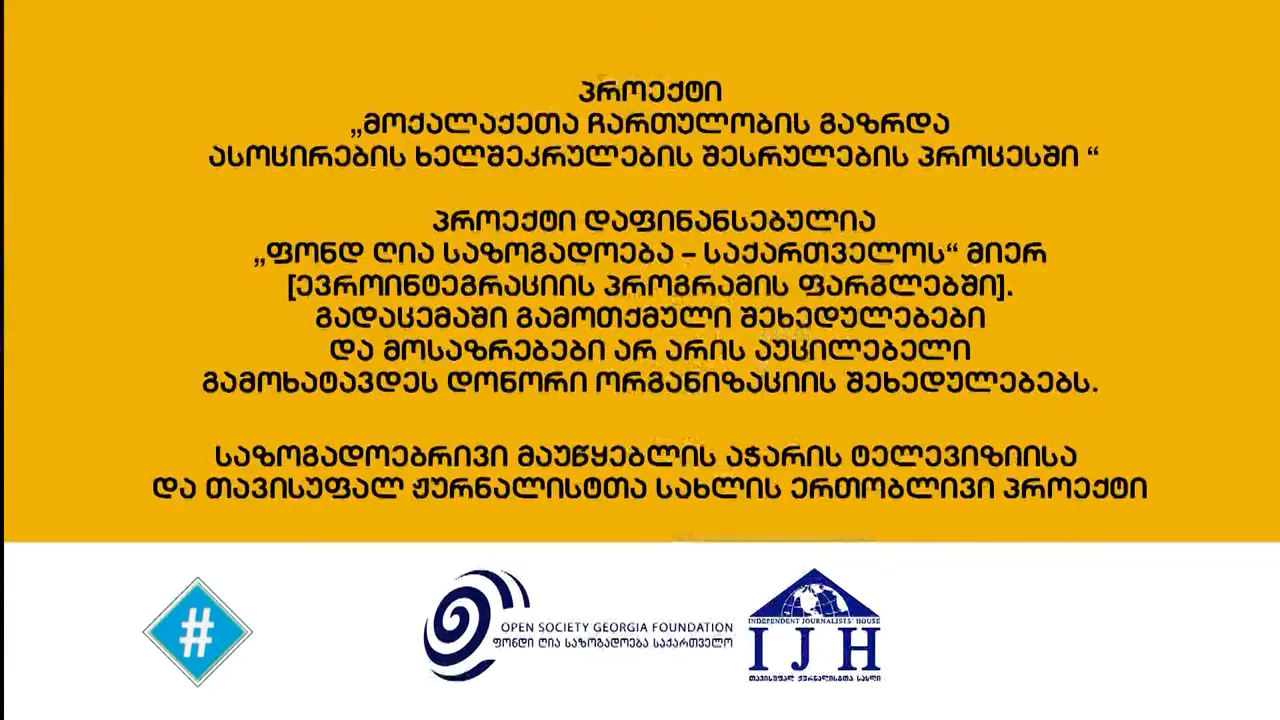 პროექტი
„მოქალაქეთა ჩართულობის გაზრდა
ასოცირების ხელშეკრულების შესრულების პროცესში “
პროექტი დაფინანსებულია
„ფონდ ღია საზოგადოება – საქართველოს“ მიერ
[ევროინტეგრაციის პროგრამის ფარგლებში].
გადაცემაში გამოთქმული შეხედულებები
და მოსაზრებები არ არის აუცილებელი
გამოხატავდეს დონორი ორგანიზაციის შეხედულებებს.
საზოგადოებრივი მაუწყებლის აჭარის ტელევიზიისა
და თავისუფალ ჟურნალისტთა სახლის ერთობლივი პროექტი
#
OPEN SOCIETY GEORGIA FOUNDATION
ფონდი ღია საზოგადოება საქართველო
INDEPENDENT JOURNALISTS' HOUSE
IJH
თავისუფალ ჟურნალისტთა სახლი